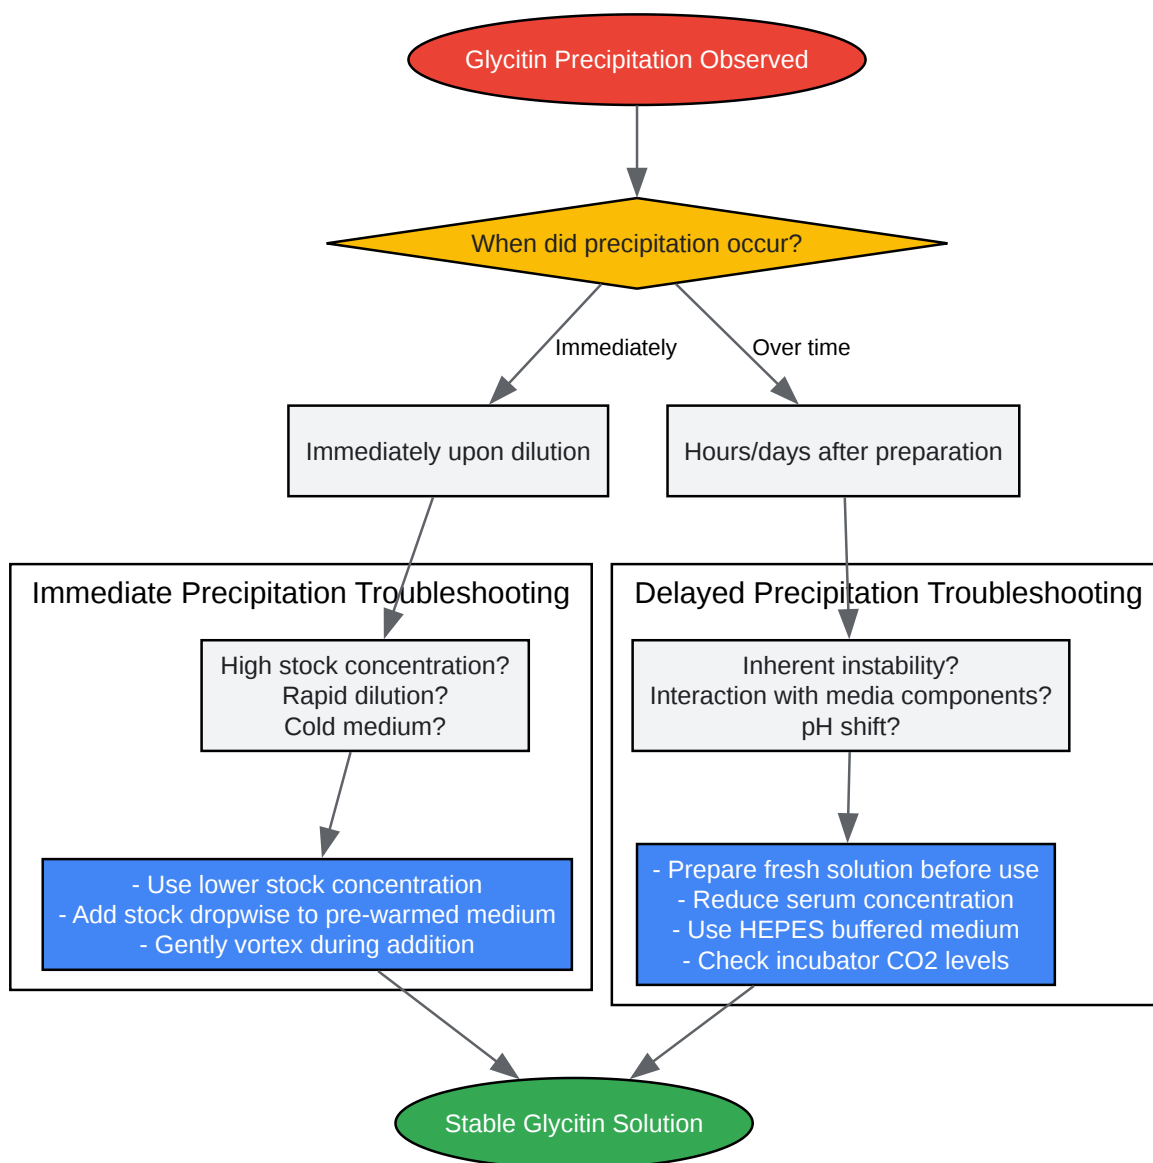 Glycitin Precipitation Observed
When did precipitation occur?
Immediately
Over time
Immediately upon dilution
Hours/days after preparation
Immediate Precipitation Troubleshooting
High stock concentration?
Rapid dilution?
Cold medium?
- Use lower stock concentration
- Add stock dropwise to pre-warmed medium
- Gently vortex during addition
Delayed Precipitation Troubleshooting
Inherent instability?
Interaction with media components?
pH shift?
- Prepare fresh solution before use
- Reduce serum concentration
- Use HEPES buffered medium
- Check incubator CO2 levels
Stable Glycitin Solution